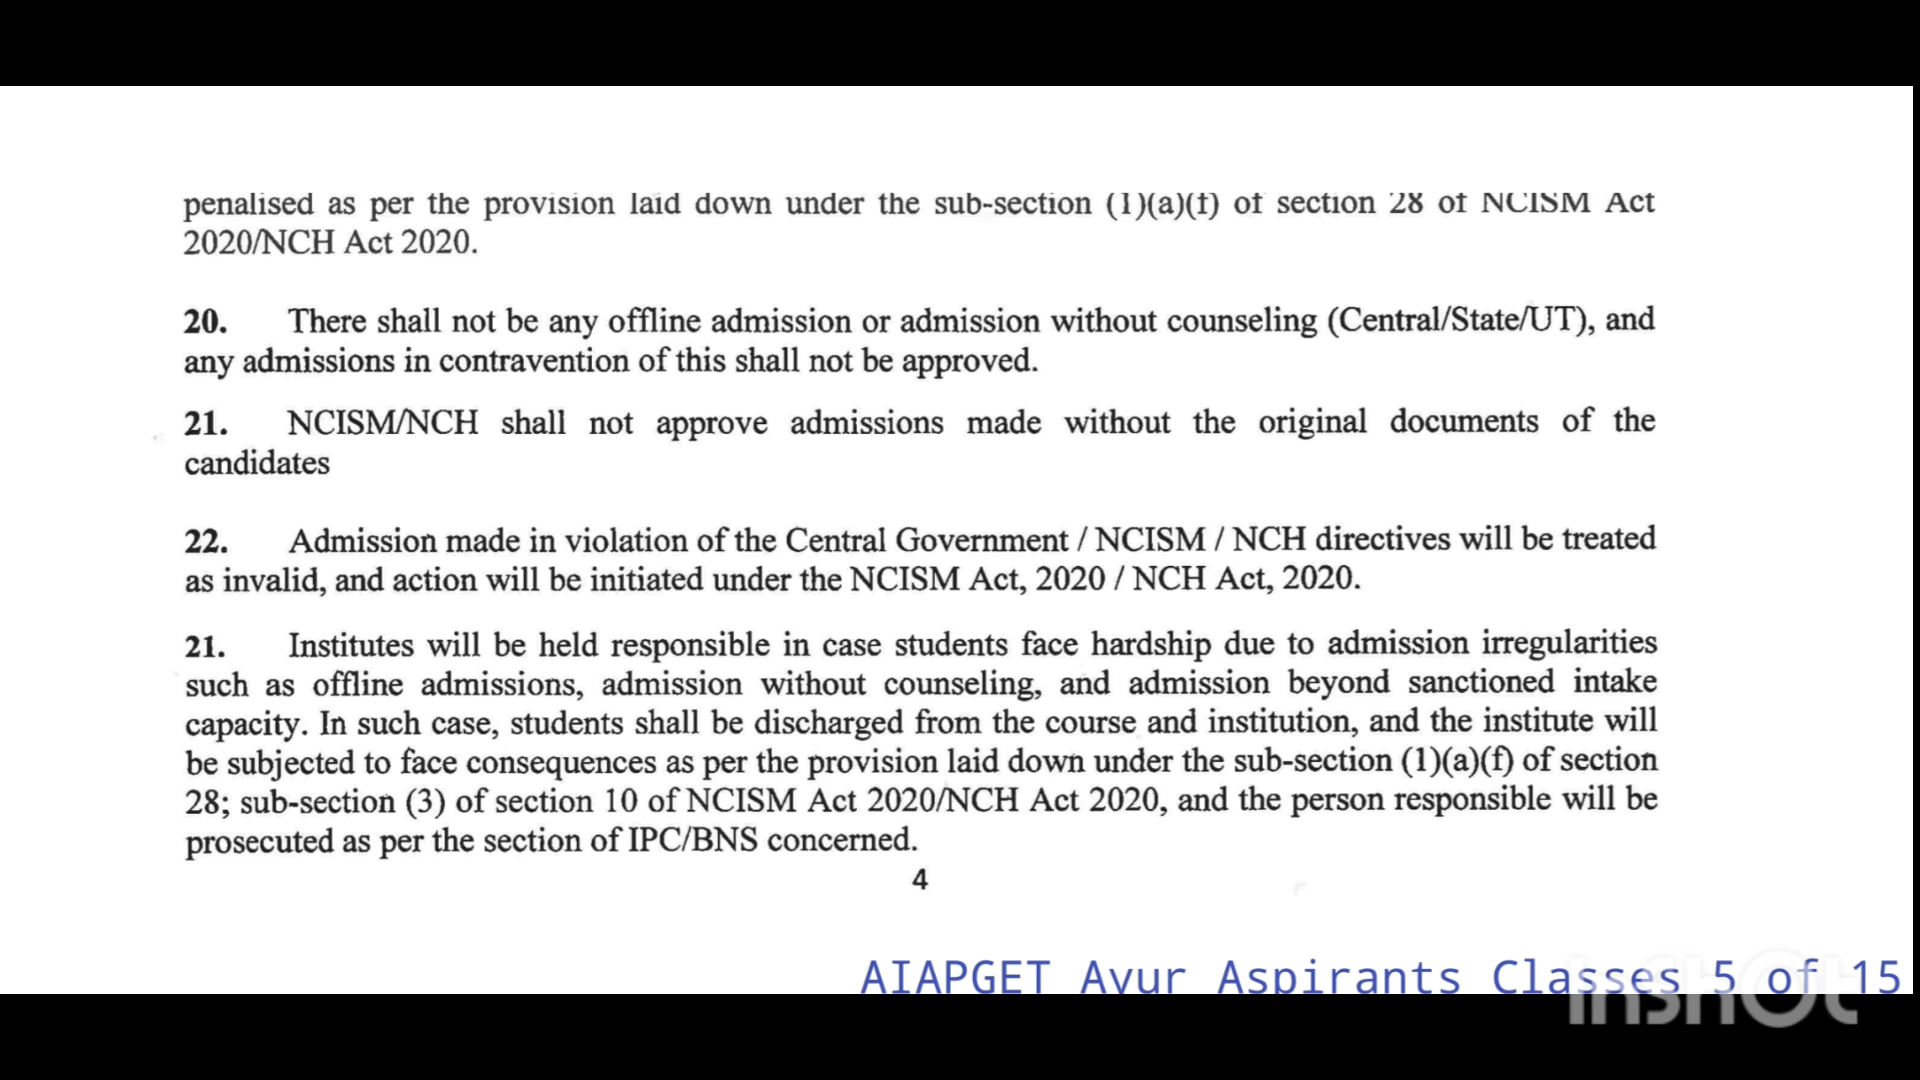 penalised as per the provision laid down under the sub-section (1)(a)(f) of section 28 of NCISM Act
2020/NCH Act 2020.
20. There shall not be any offline admission or admission without counseling (Central/State/UT), and
any admissions in contravention of this shall not be approved.
21. NCISM/NCH shall not approve admissions made without the original documents of the
candidates
22. Admission made in violation of the Central Government / NCISM / NCH directives will be treated
as invalid, and action will be initiated under the NCISM Act, 2020 / NCH Act, 2020.
21. Institutes will be held responsible in case students face hardship due to admission irregularities
such as offline admissions, admission without counseling, and admission beyond sanctioned intake
capacity. In such case, students shall be discharged from the course and institution, and the institute will
be subjected to face consequences as per the provision laid down under the sub-section (1)(a)(f) of section
28; sub-section (3) of section 10 of NCISM Act 2020/NCH Act 2020, and the person responsible will be
prosecuted as per the section of IPC/BNS concerned.
4
AIAPGET Ayur Aspirants Classes 5 of 15
InShOt